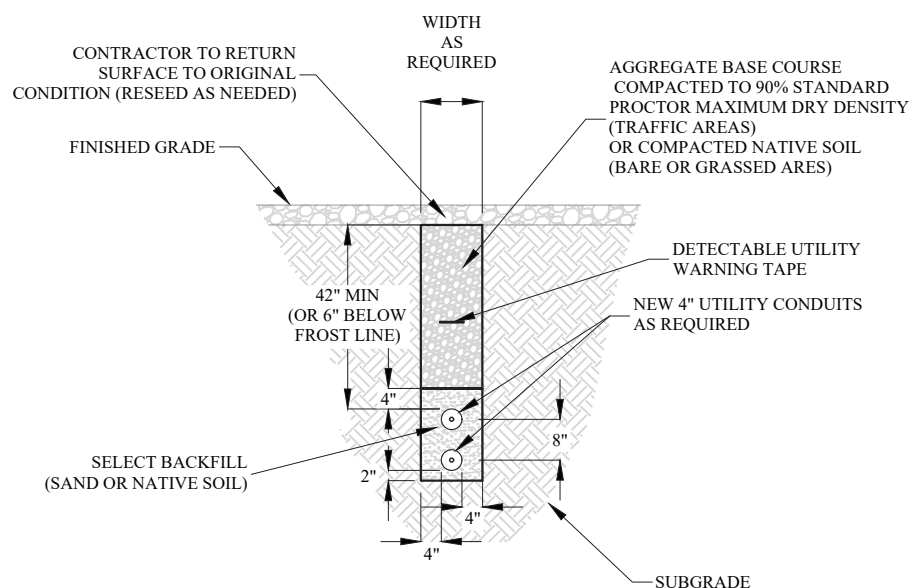 WIDTH
AS
REQUIRED
CONTRACTOR TO RETURN
SURFACE TO ORIGINAL
CONDITION (RESEED AS NEEDED)
AGGREGATE BASE COURSE
COMPACTED TO 90% STANDARD
PROCTOR MAXIMUM DRY DENSITY
(TRAFFIC AREAS)
OR COMPACTED NATIVE SOIL
(BARE OR GRASSED ARES)
FINISHED GRADE
DETECTABLE UTILITY
WARNING TAPE
42" MIN
(OR 6" BELOW
FROST LINE)
NEW 4" UTILITY CONDUITS
AS REQUIRED
4"
8"
SELECT BACKFILL
(SAND OR NATIVE SOIL)
2"
4"
4"
SUBGRADE